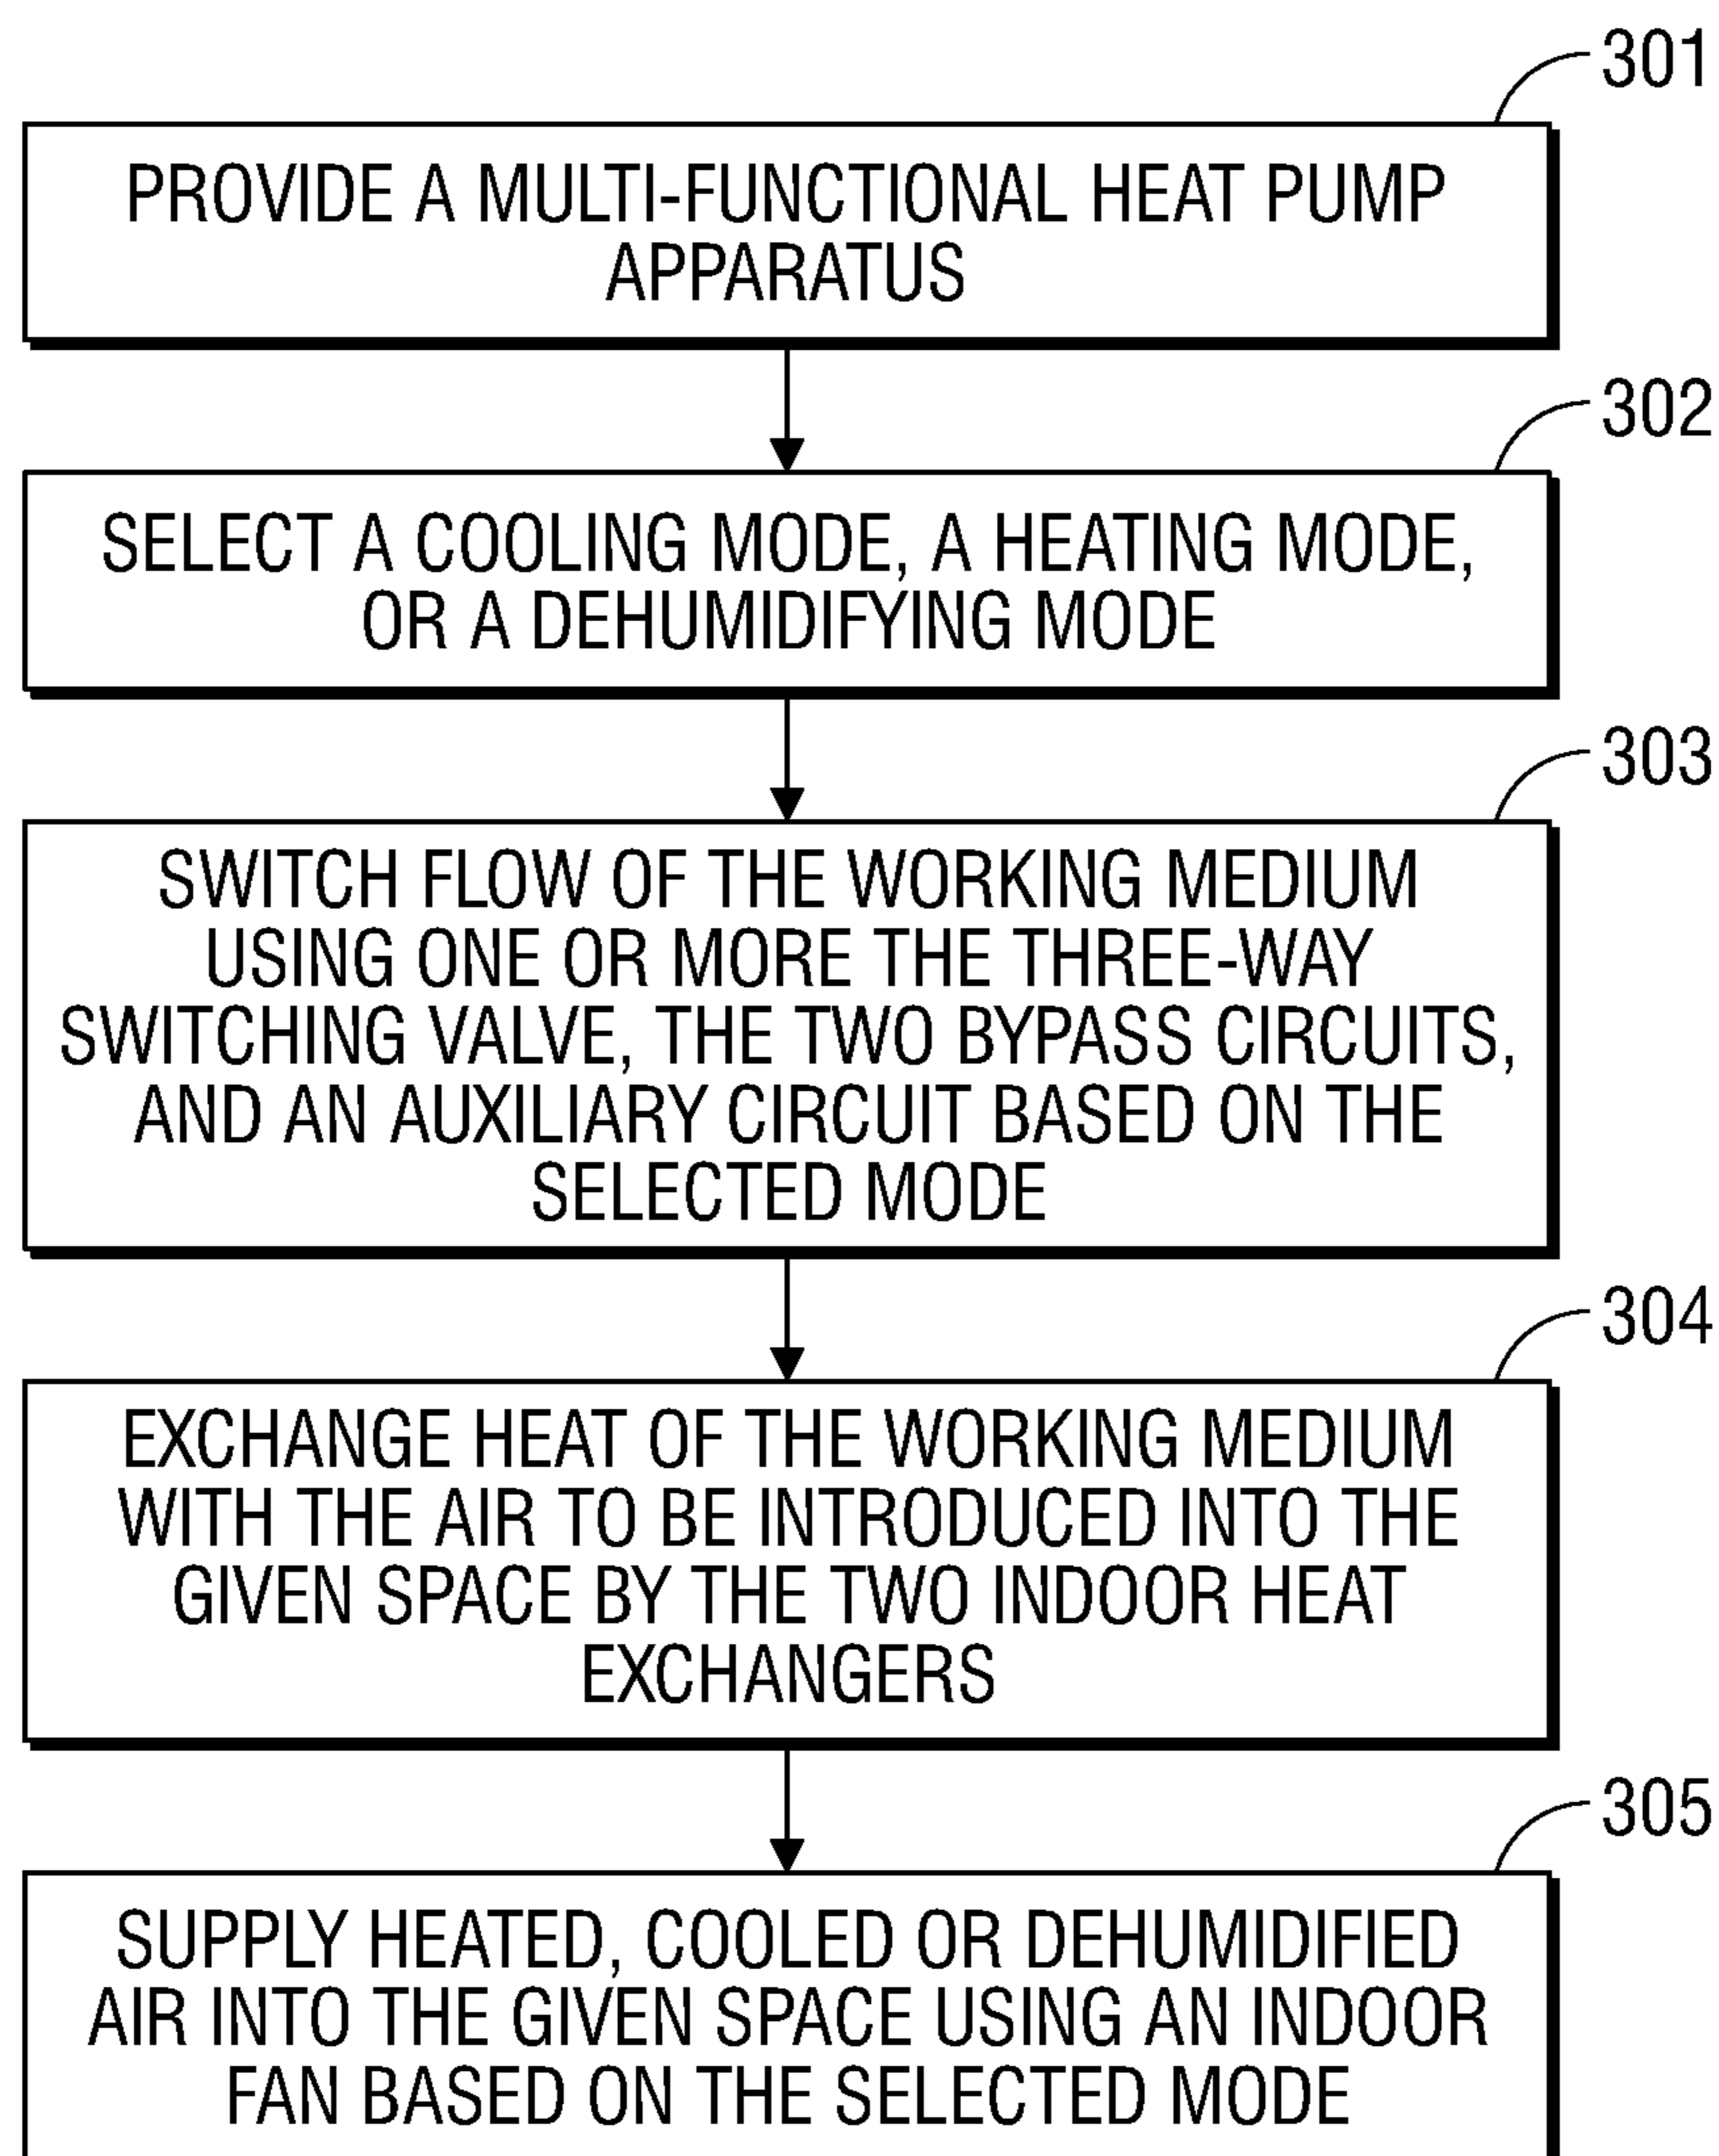 301
PROVIDE A MULTI-FUNCTIONAL HEAT PUMP
APPARATUS
302
SELECT A COOLING MODE, A HEATING MODE,
OR A DEHUMIDIFYING MODE
303
SWITCH FLOW OF THE WORKING MEDIUM
USING ONE OR MORE THE THREE-WAY
SWITCHING VALVE, THE TWO BYPASS CIRCUITS,
AND AN AUXILIARY CIRCUIT BASED ON THE
SELECTED MODE
304
EXCHANGE HEAT OF THE WORKING MEDIUM
WITH THE AIR TO BE INTRODUCED INTO THE
GIVEN SPACE BY THE TWO INDOOR HEAT
EXCHANGERS
305
SUPPLY HEATED, COOLED OR DEHUMIDIFIED
AIR INTO THE GIVEN SPACE USING AN INDOOR
FAN BASED ON THE SELECTED MODE